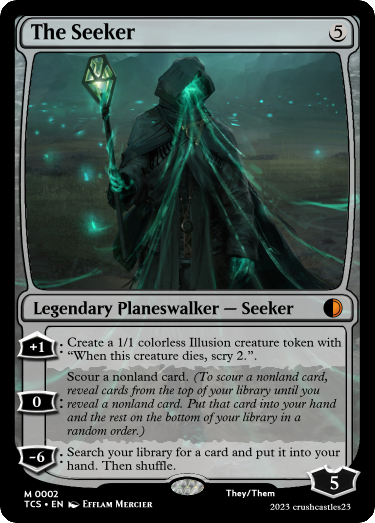 The Seeker 5
Legendary Planeswalker — Seeker
+1: Create a 1/1 colorless Illusion creature token with
“When this creature dies, scry 2.”.
Scour a nonland card. (To scour a nonland card,
reveal cards from the top of your library until you
0: reveal a nonland card. Put that card into your hand
and the rest on the bottom of your library in a
random order.)
-6: Search your library for a card and put it into your
hand. Then shuffle.
5
M 0002
TCS • EN Efflam Mercier
They/Them
2023 crushcastles23